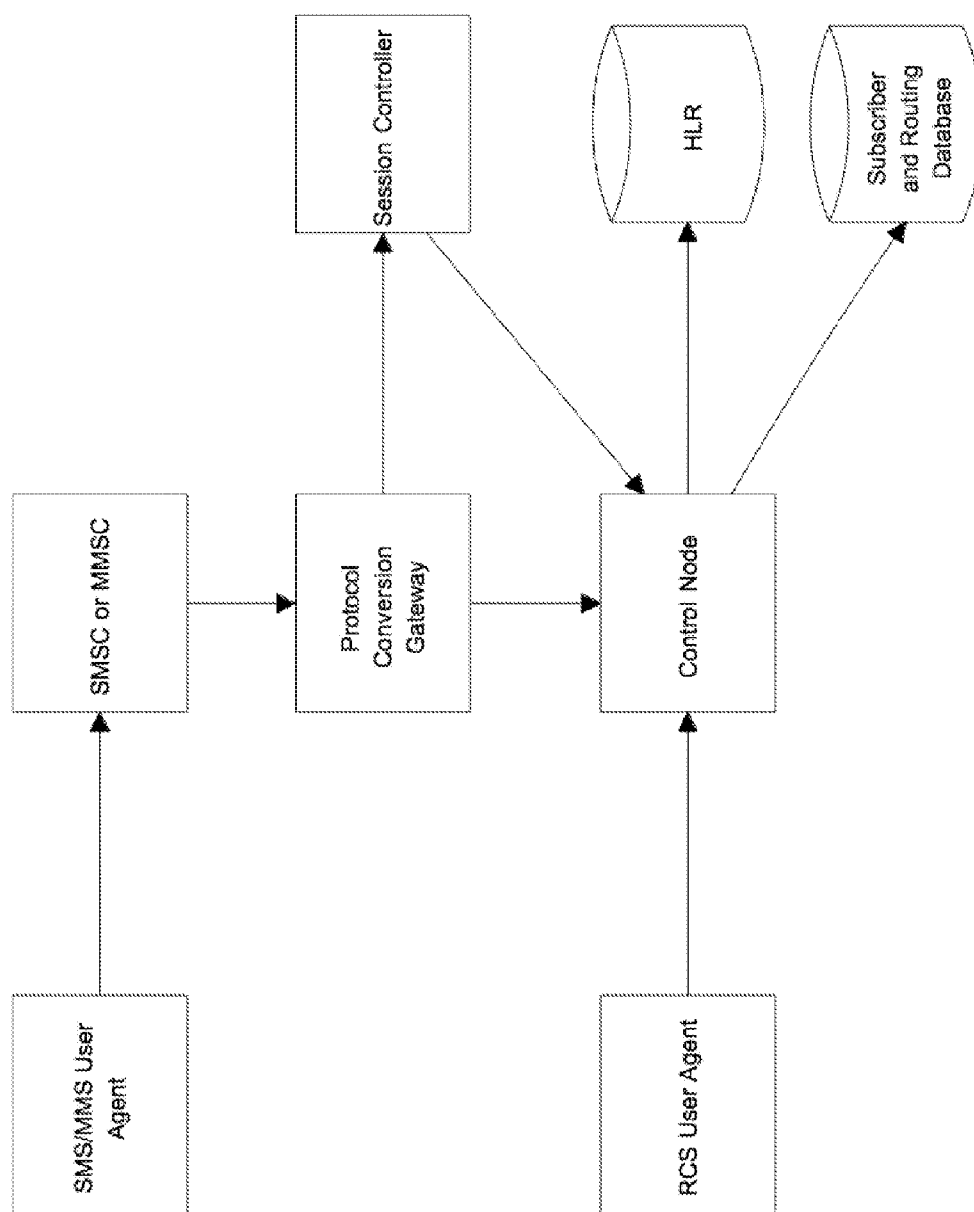 SMS/MMS User
Agent
SMSC or MMSC
Protocol
Conversion
Gateway
Session Controller
RCS User Agent
Control Node
HLR
Subscriber
and Routing
Database